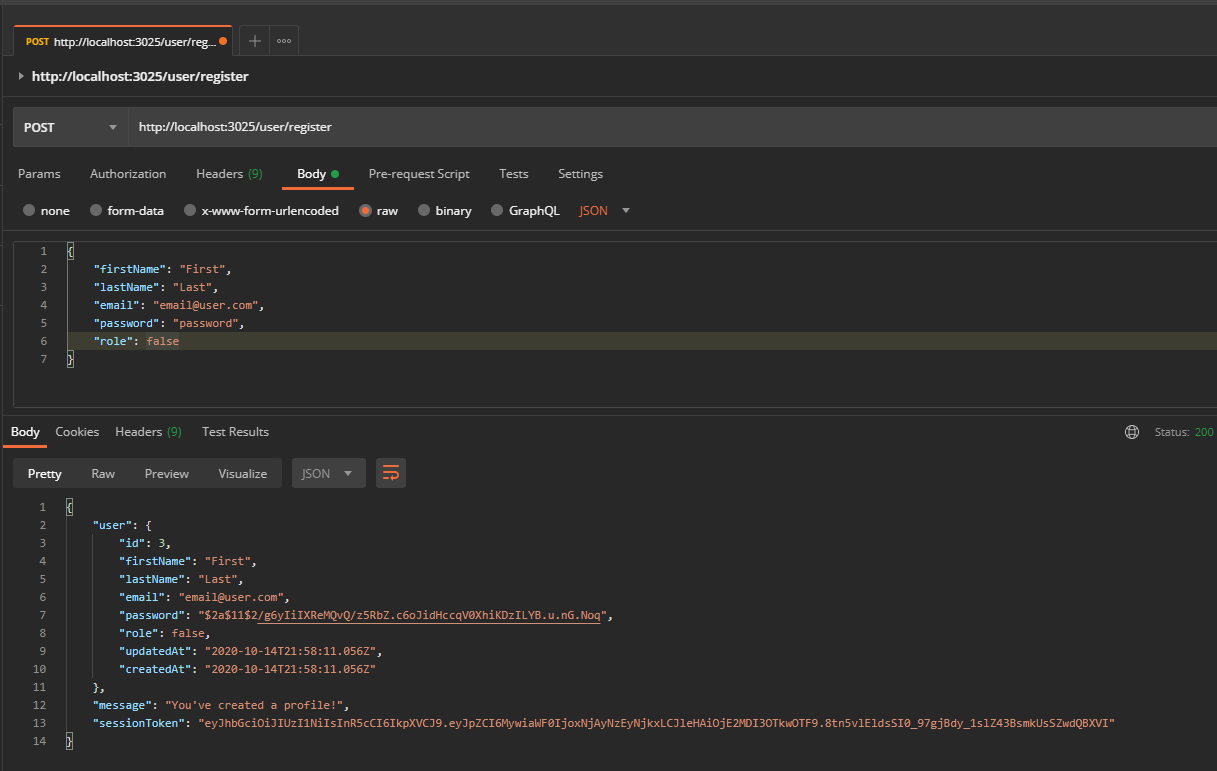 POST http://localhost:3025/user/reg...
http://localhost:3025/user/register
POST http://localhost:3025/user/register
Params Authorization Headers (9) Body Pre-request Script Tests Settings
none form-data x-www-form-urlencoded raw binary GraphQL JSON
1 {
2 "firstName": "First",
3 "lastName": "Last",
4 "email": "email@user.com",
5 "password": "password",
6 "role": false
7 }
Body Cookies Headers (9) Test Results Status: 200
Pretty Raw Preview Visualize JSON
1 {
2 "user": {
3 "id": 3,
4 "firstName": "First",
5 "lastName": "Last",
6 "email": "email@user.com",
7 "password": "$2a$11$2/g6yIiIXReMQvQ/z5RbZ.c6oJidHccqV0XhiKDzILYB.u.nG.Noq",
8 "role": false,
9 "updatedAt": "2020-10-14T21:58:11.056Z",
10 "createdAt": "2020-10-14T21:58:11.056Z"
11 },
12 "message": "You've created a profile!",
13 "sessionToken": "eyJhbGciOiJIUzI1NiIsInR5cCI6IkpXVCJ9.eyJpZCI6MywiaWF0IjoxNjAyNzEyNjkxLCJleHAiOjE2MDI3OTkwOTF9.8tn5vlEldsSI0_97gjBdy_1slZ43BsmkUsSZwdQBXVI"
14 }